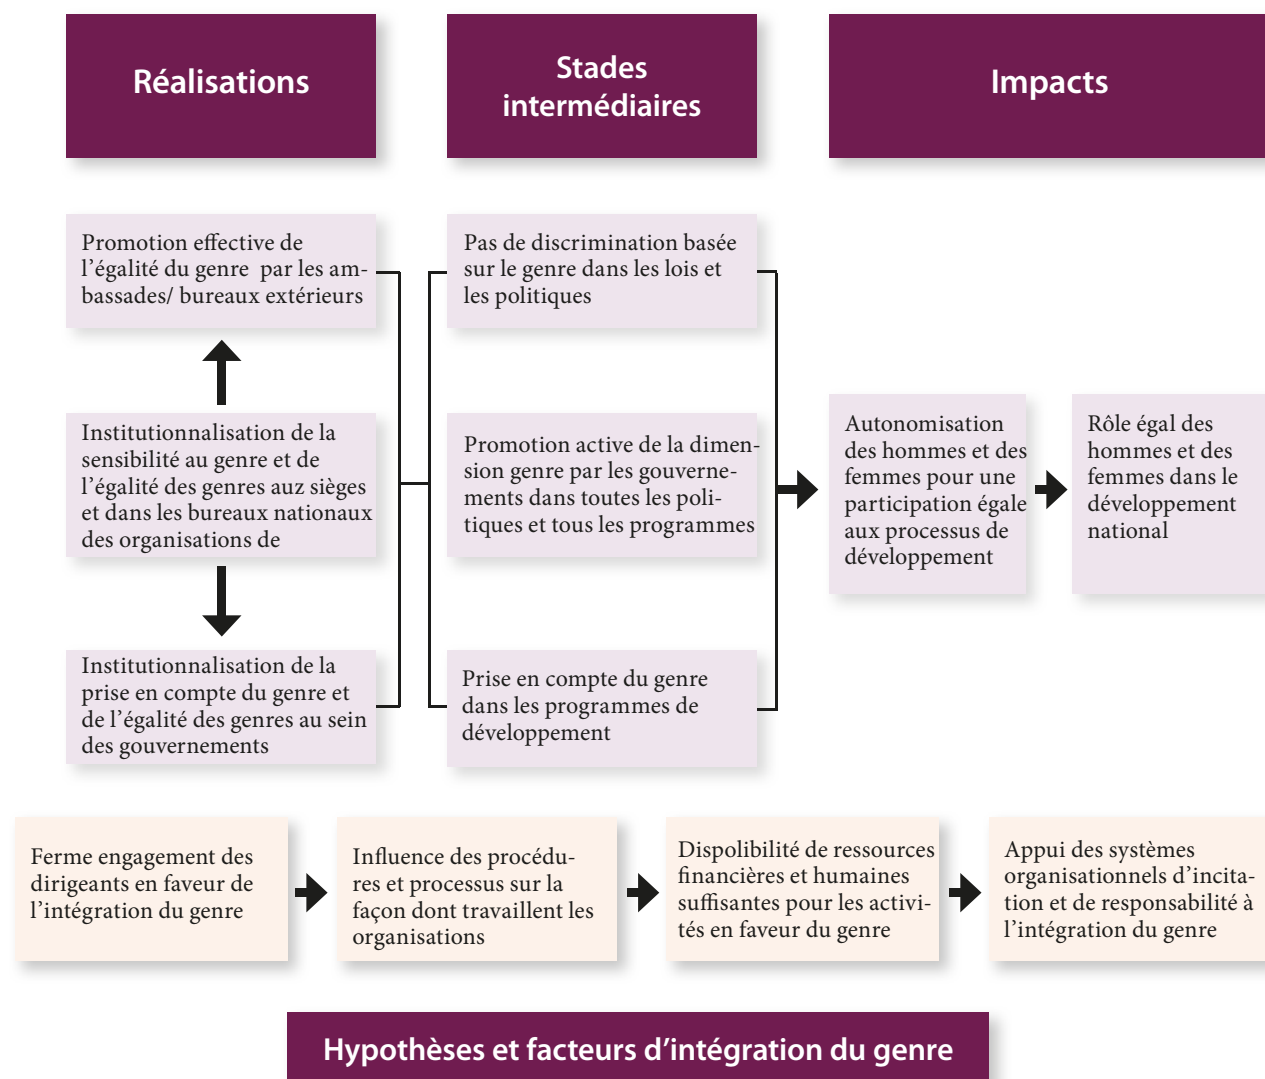 Réalisations
Stades
intermédiaires
Impacts
Promotion effective de
l'égalité du genre par les am-
bassades/ bureaux extérieurs
Pas de discrimination basée
sur le genre dans les lois et
les politiques
Institutionnalisation de la
sensibilité au genre et de
l'égalité des genres auz sièges
et dans les bureaux nationaux
des organisations de
Promotion active de la dimen-
sion genre par les gouverne-
ments dans toutes les poli-
tiques et tous les programmes
Autonomisation
des hommes et des
femmes pour une
participation égale
aux processus de
développement
Rôle égal des
hommes et des
femmes dans le
développement
national
Institutionnalisation de la
prise en compte du genre et
de l'égalité des genres au sein
des gouvernements
Prise en compte du genre
dans les programmes de
développement
Ferme engagement des
dirigeants en faveur de
l'intégration du genre
Influence des procédu-
res et processus sur la
façon dont travaillent les
organisations
Dispolibilité de ressources
financières et humaines
suffisantes pour les activi-
tés en faveur du genre
Appui des systèmes
organisationnels d'incita-
tion et de responsabilité à
l'intégration du genre
Hypothèses et facteurs d'intégration du genre